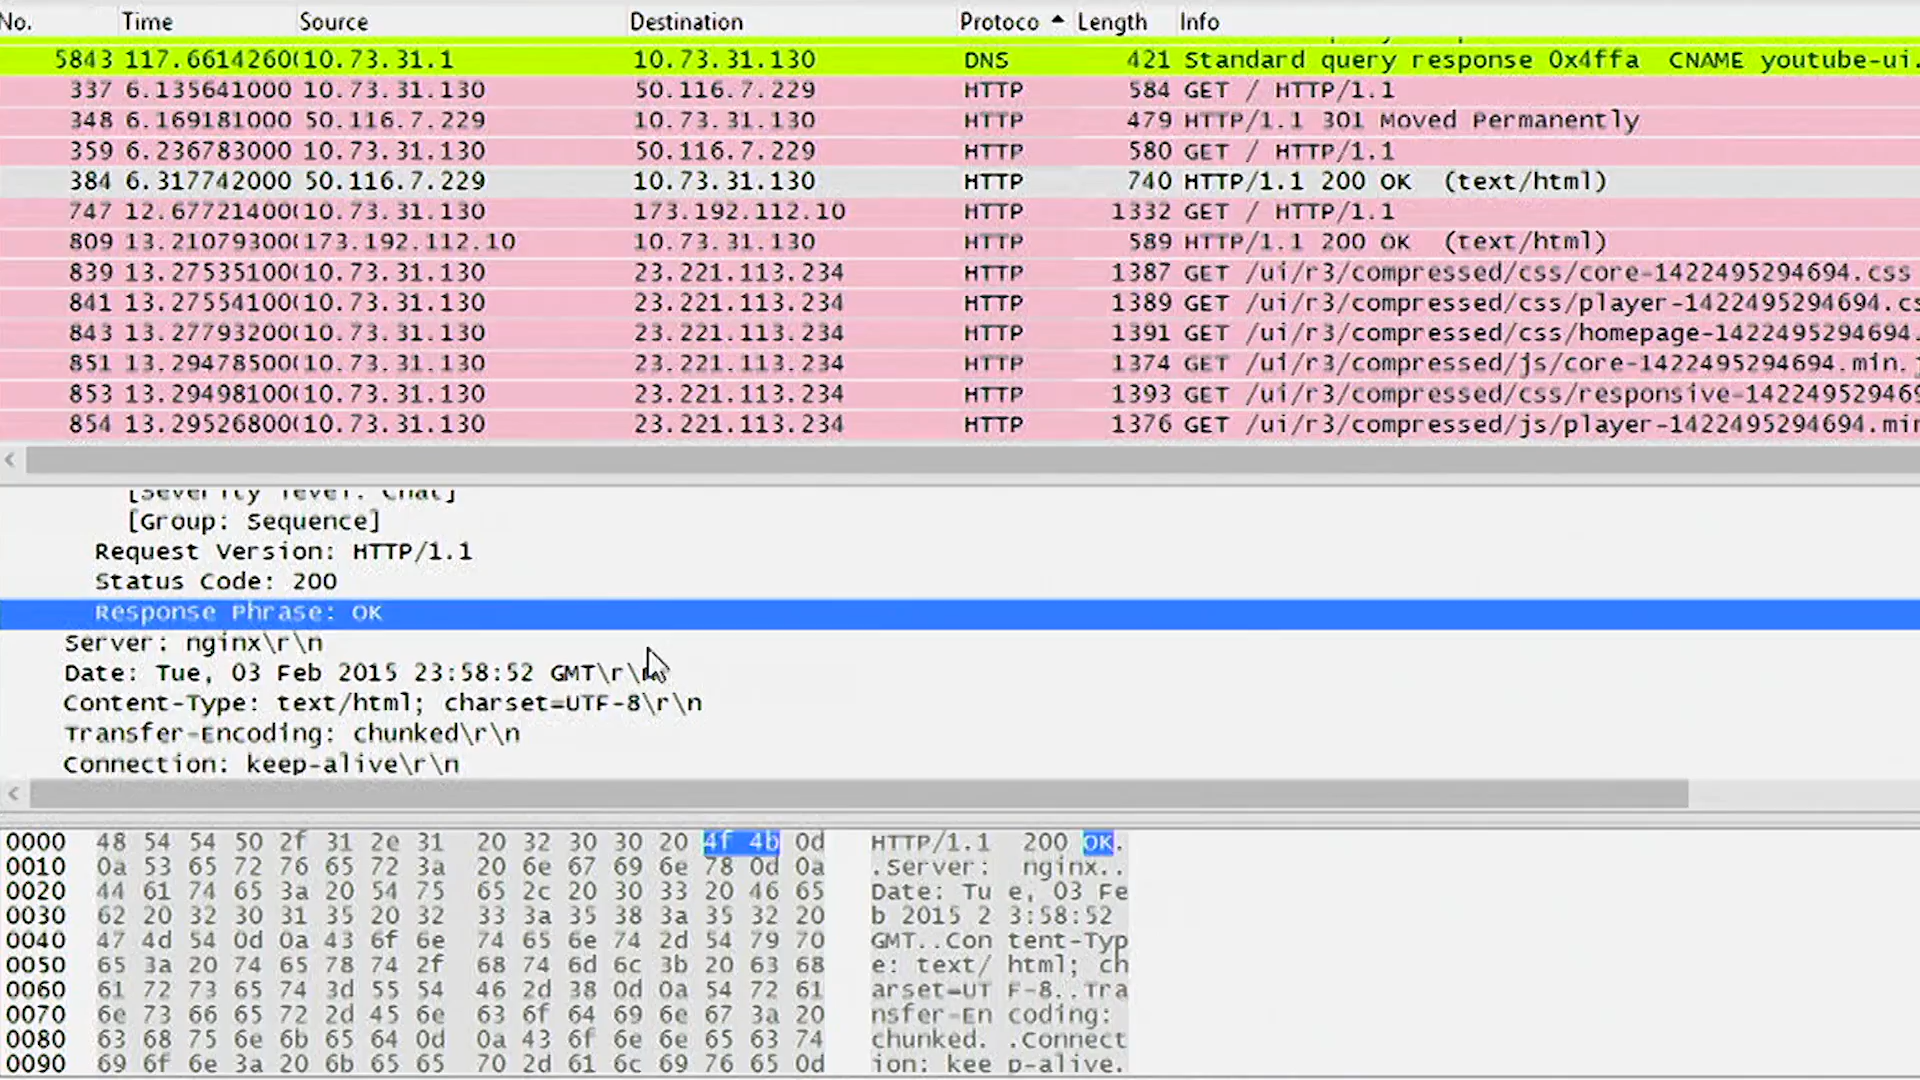 No. Time Source Destination Protoco Length Info
5843 117.66142600 10.73.31.1 10.73.31.130 DNS 421 Standard query response 0x4ffa CNAME youtube-ui.
337 6.135641000 10.73.31.130 50.116.7.229 HTTP 584 GET / HTTP/1.1
348 6.169181000 50.116.7.229 10.73.31.130 HTTP 479 HTTP/1.1 301 Moved Permanently
359 6.236783000 10.73.31.130 50.116.7.229 HTTP 580 GET / HTTP/1.1
384 6.317742000 50.116.7.229 10.73.31.130 HTTP 740 HTTP/1.1 200 OK (text/html)
747 12.67721400 10.73.31.130 173.192.112.10 HTTP 1332 GET / HTTP/1.1
809 13.21079300 173.192.112.10 10.73.31.130 HTTP 589 HTTP/1.1 200 OK (text/html)
839 13.27535100 10.73.31.130 23.221.113.234 HTTP 1387 GET /ui/r3/compressed/css/core-1422495294694.css
841 13.27554100 10.73.31.130 23.221.113.234 HTTP 1389 GET /ui/r3/compressed/css/player-1422495294694.cs
843 13.27793200 10.73.31.130 23.221.113.234 HTTP 1391 GET /ui/r3/compressed/css/homepage-1422495294694.
851 13.29478500 10.73.31.130 23.221.113.234 HTTP 1374 GET /ui/r3/compressed/js/core-1422495294694.min.j
853 13.29498100 10.73.31.130 23.221.113.234 HTTP 1393 GET /ui/r3/compressed/css/responsive-142249529469
854 13.29526800 10.73.31.130 23.221.113.234 HTTP 1376 GET /ui/r3/compressed/js/player-1422495294694.min
[Severity level: Chat]
[Group: Sequence]
Request Version: HTTP/1.1
Status Code: 200
Response Phrase: OK
Server: nginx\r\n
Date: Tue, 03 Feb 2015 23:58:52 GMT\r\n
Content-Type: text/html; charset=UTF-8\r\n
Transfer-Encoding: chunked\r\n
Connection: keep-alive\r\n
0000 48 54 54 50 2f 31 2e 31 20 32 30 30 20 4f 4b 0d HTTP/1.1 200 OK.
0010 0a 53 65 72 76 65 72 3a 20 6e 67 69 6e 78 0d 0a .Server: nginx..
0020 44 61 74 65 3a 20 54 75 65 2c 20 30 33 20 46 65 Date: Tu e, 03 Fe
0030 62 20 32 30 31 35 20 32 33 3a 35 38 3a 35 32 20 b 2015 2 3:58:52
0040 47 4d 54 0d 0a 43 6f 6e 74 65 6e 74 2d 54 79 70 GMT..Con tent-Typ
0050 65 3a 20 74 65 78 74 2f 68 74 6d 6c 3b 20 63 68 e: text/ html; ch
0060 61 72 73 65 74 3d 55 54 46 2d 38 0d 0a 54 72 61 arset=UT F-8..Tra
0070 6e 73 66 65 72 2d 45 6e 63 6f 64 69 6e 67 3a 20 nsfer-En coding:
0080 63 68 75 6e 6b 65 64 0d 0a 43 6f 6e 6e 65 63 74 chunked. .Connect
0090 69 6f 6e 3a 20 6b 65 65 70 2d 61 6c 69 76 65 0d ion: kee p-alive.